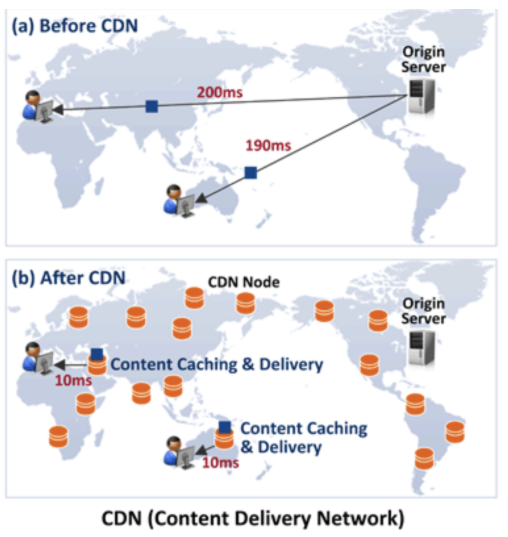 (a) Before CDN
Origin
Server
200ms
190ms
(b) After CDN
CDN Node
Origin
Server
Content Caching & Delivery
10ms
Content Caching
& Delivery
10ms
CDN (Content Delivery Network)